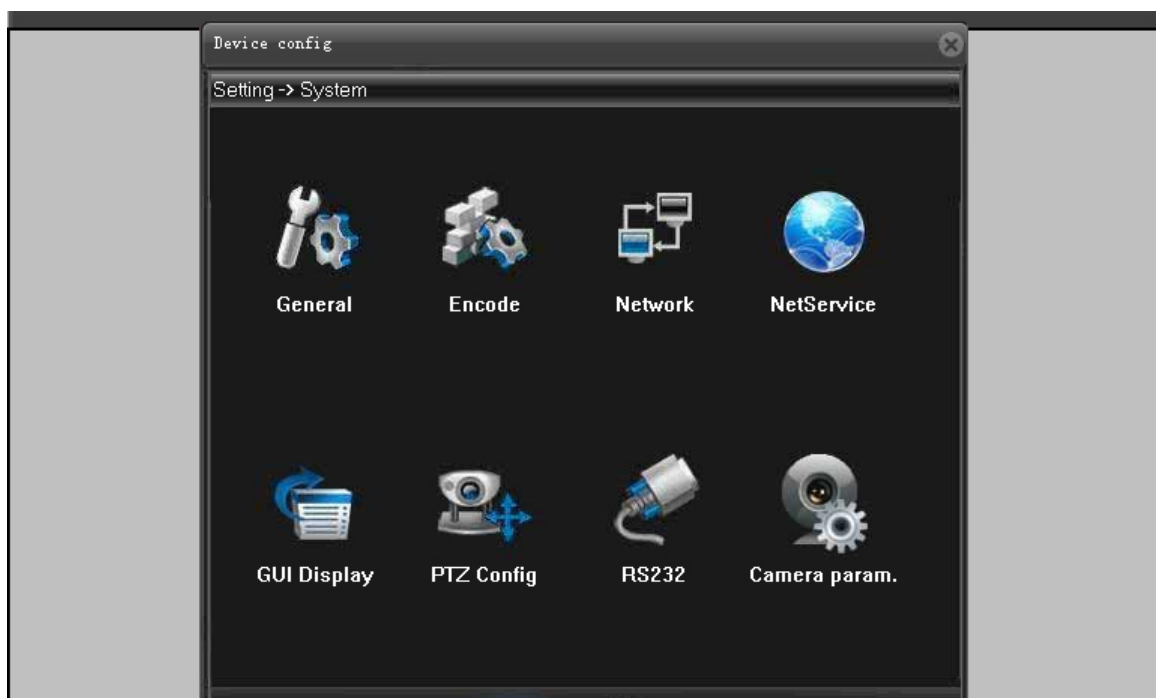 Device config
Setting -> System
General Encode Network NetService
GUI Display PTZ Config RS232 Camera param.